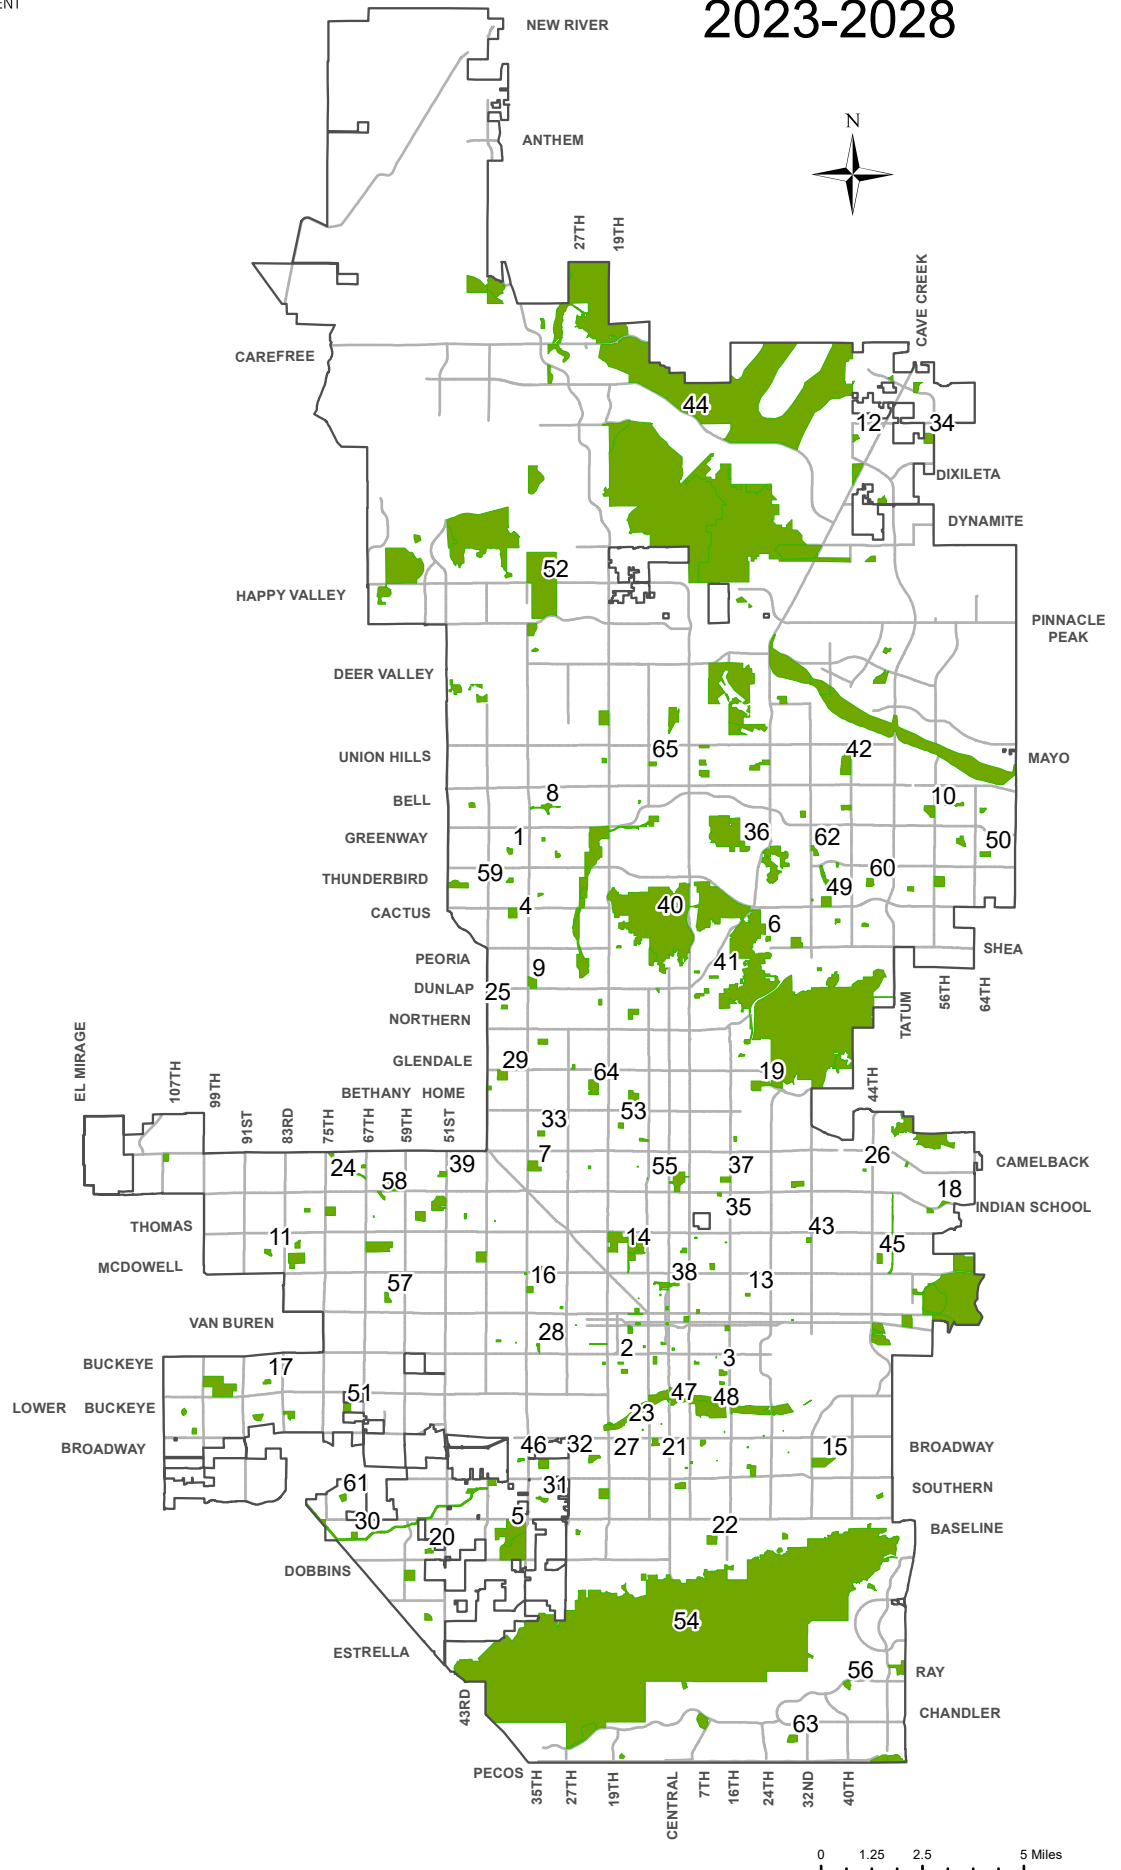 ENT
2023-2028
NEW RIVER
N
ANTHEM
27TH
19TH
CAVE CREEK
CAREFREE
44
12
34
DIXILETA
DYNAMITE
52
HAPPY VALLEY
PINNACLE
PEAK
DEER VALLEY
65
42
UNION HILLS
MAYO
8
10
BELL
1
36
62
50
GREENWAY
59
60
THUNDERBIRD
49
4
40
CACTUS
6
SHEA
PEORIA
9
41
DUNLAP
25
TATUM
56TH
64TH
NORTHERN
EL MIRAGE
GLENDALE
29
64
19
107TH
99TH
BETHANY HOME
44TH
91ST
83RD
75TH
67TH
59TH
51ST
33
53
24
58
39
7
55
37
26
CAMELBACK
18
35
INDIAN SCHOOL
THOMAS
11
14
43
45
MCDOWELL
57
16
38
13
VAN BUREN
28
2
3
BUCKEYE
17
51
47
48
LOWER BUCKEYE
23
BROADWAY
46
32
27
21
15
BROADWAY
61
31
SOUTHERN
30
5
20
22
BASELINE
DOBBINS
54
ESTRELLA
56
RAY
43RD
63
CHANDLER
PECOS
35TH
27TH
19TH
CENTRAL
7TH
16TH
24TH
32ND
40TH
0 1.25 2.5 5 Miles